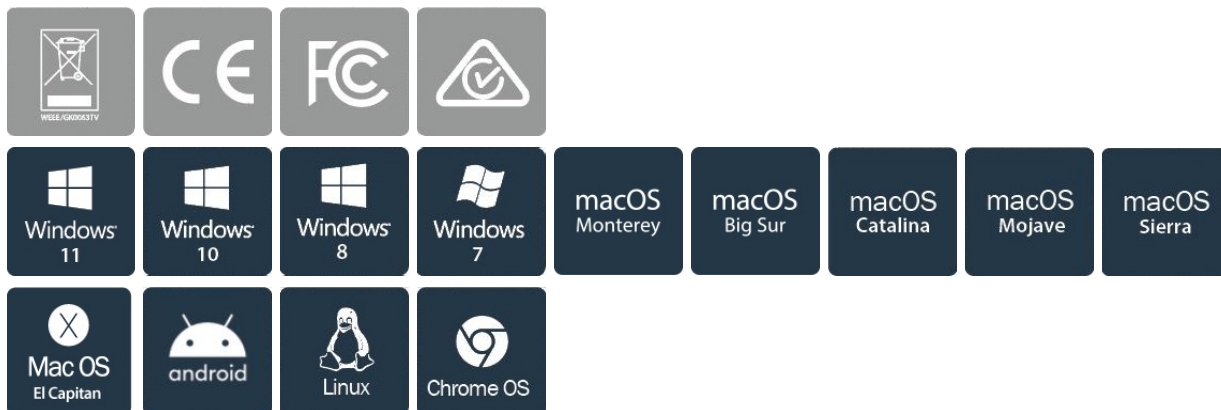 WEEE/GK0083TV
CE
FC
Windows
11
Windows
10
Windows
8
Windows
7
macOS
Monterey
macOS
Big Sur
macOS
Catalina
macOS
Mojave
macOS
Sierra
X
Mac OS
El Capitan
android
Linux
Chrome OS